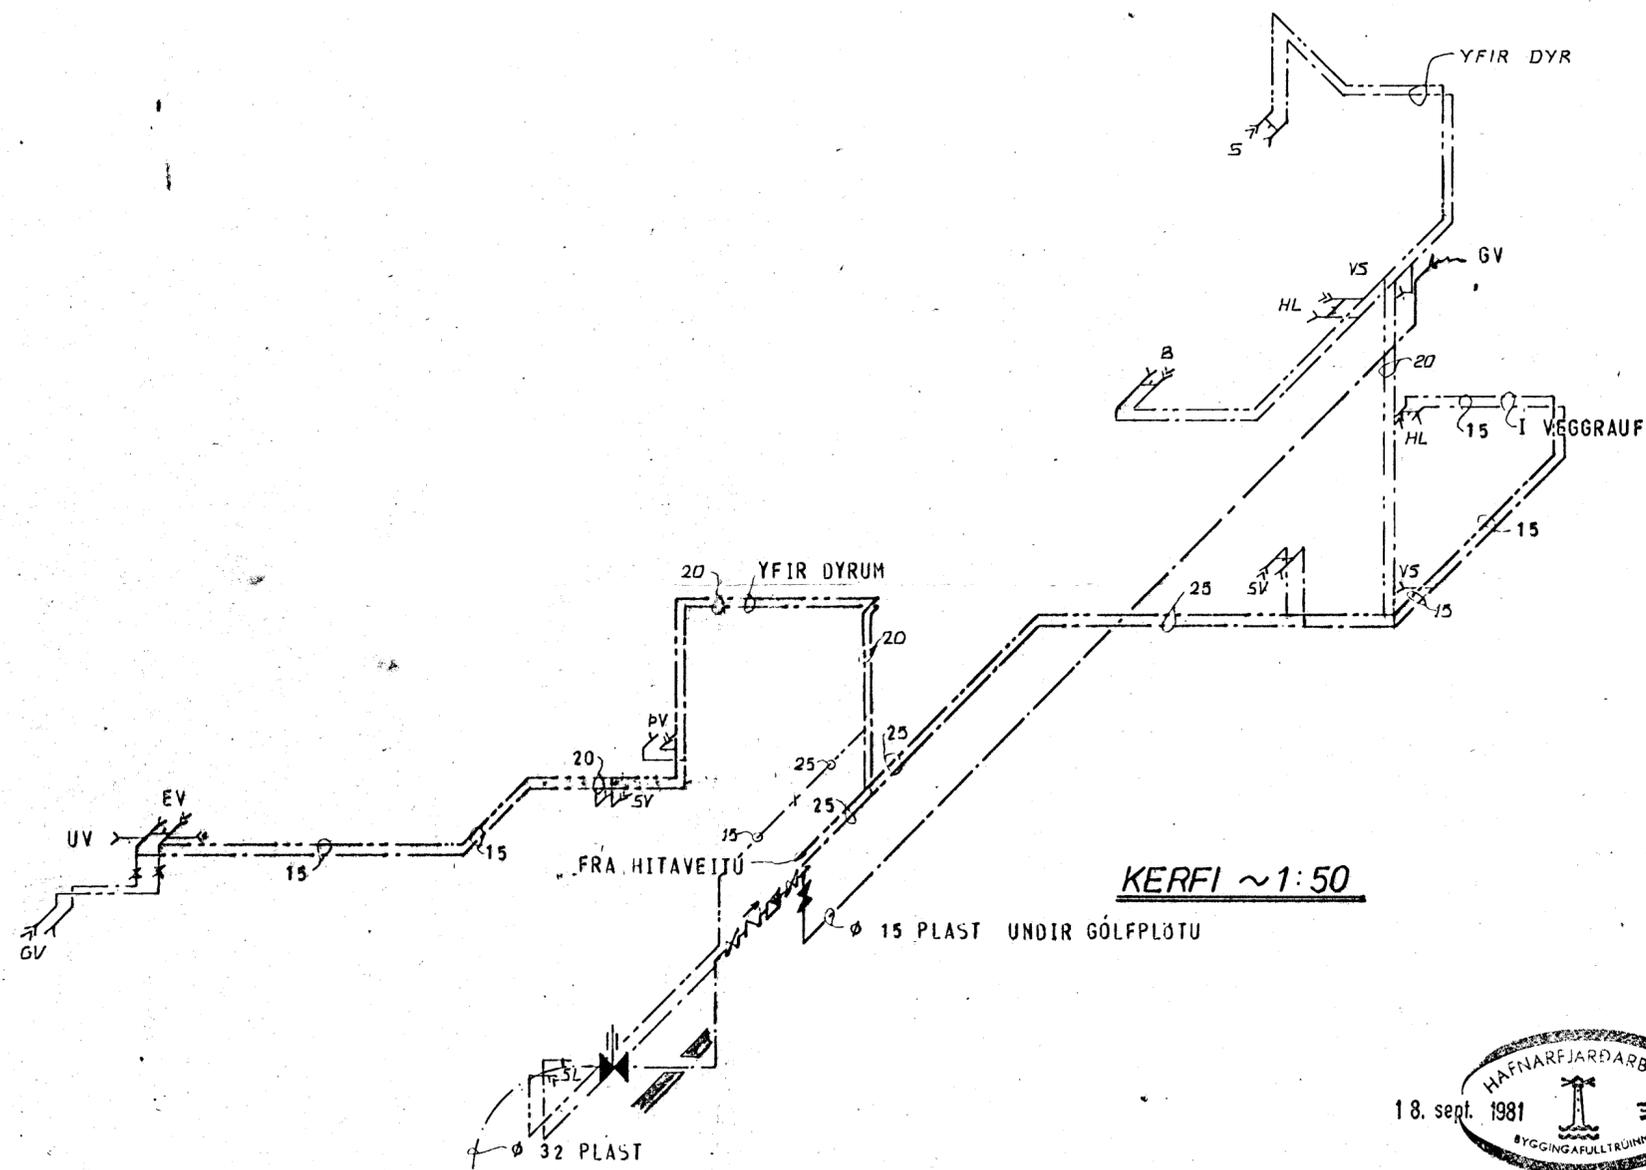 YFIR DYR
S
GV
VS
HL
B
20
HL
15
I VEGGRAUF
15
20
YFIR DYRUM
VS
SV
25
15
20
ÞV
25
25
20
SV
EV
25
UV
15
15
15
FRA HITAVEITU
KERFI ~ 1:50
ø 15 PLAST UNDIR GÓLFPLÖTU
GV
SL
HAFNARFJARÐARB
18. sept. 1981
BYGGINGAFULLTRÚINN
ø 32 PLAST